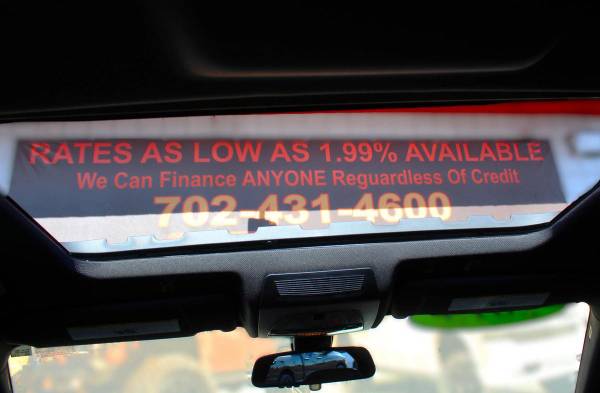 RATES AS LOW AS 1.99% AVAILABLE
We Can Finance ANYONE Reguardless Of Credit
702-431-4600